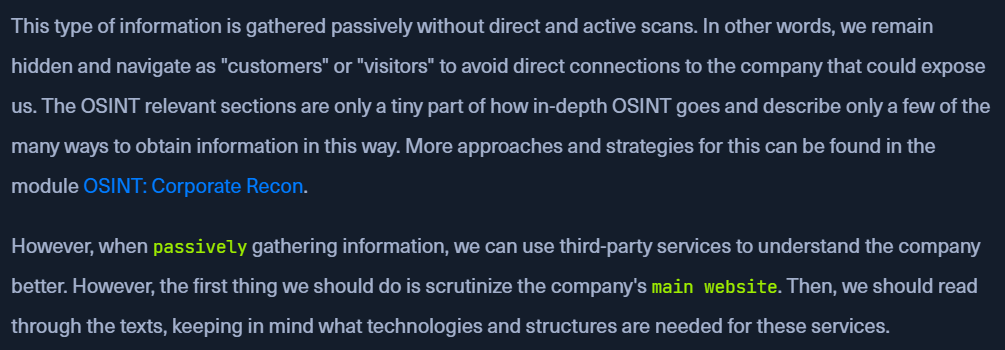 This type of information is gathered passively without direct and active scans. In other words, we remain
hidden and navigate as "customers" or "visitors" to avoid direct connections to the company that could expose
us. The OSINT relevant sections are only a tiny part of how in-depth OSINT goes and describe only a few of the
many ways to obtain information in this way. More approaches and strategies for this can be found in the
module OSINT: Corporate Recon.
However, when passively gathering information, we can use third-party services to understand the company
better. However, the first thing we should do is scrutinize the company's main website. Then, we should read
through the texts, keeping in mind what technologies and structures are needed for these services.